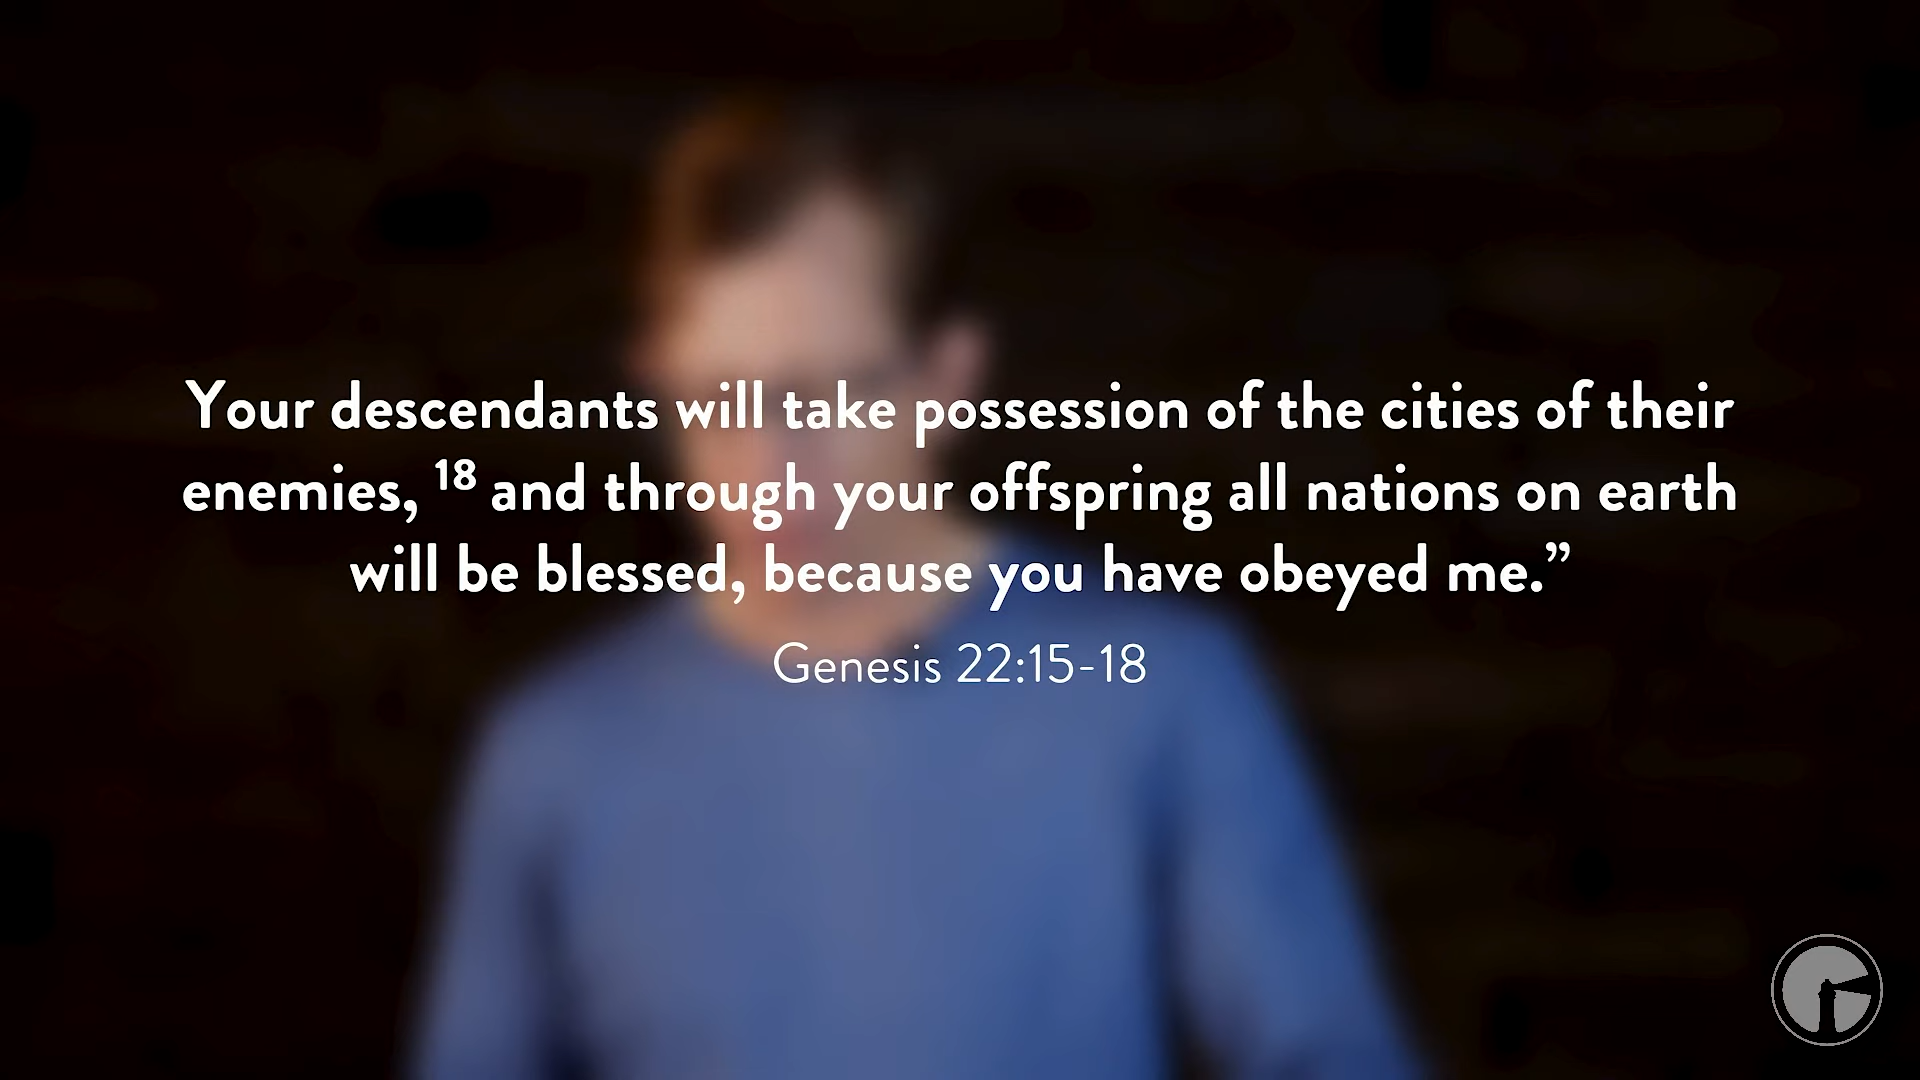 Your descendants will take possession of the cities of their
enemies, ¹⁸ and through your offspring all nations on earth
will be blessed, because you have obeyed me.”
Genesis 22:15-18